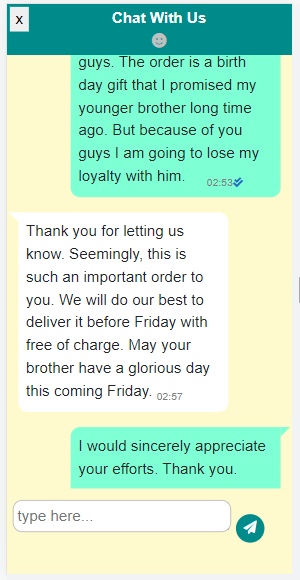 x
Chat With Us
guys. The order is a birth
day gift that I promised my
younger brother long time
ago. But because of you
guys I am going to lose my
loyalty with him. 02:53
Thank you for letting us
know. Seemingly, this is
such an important order to
you. We will do our best to
deliver it before Friday with
free of charge. May your
brother have a glorious day
this coming Friday. 02:57
I would sincerely appreciate
your efforts. Thank you.
type here...